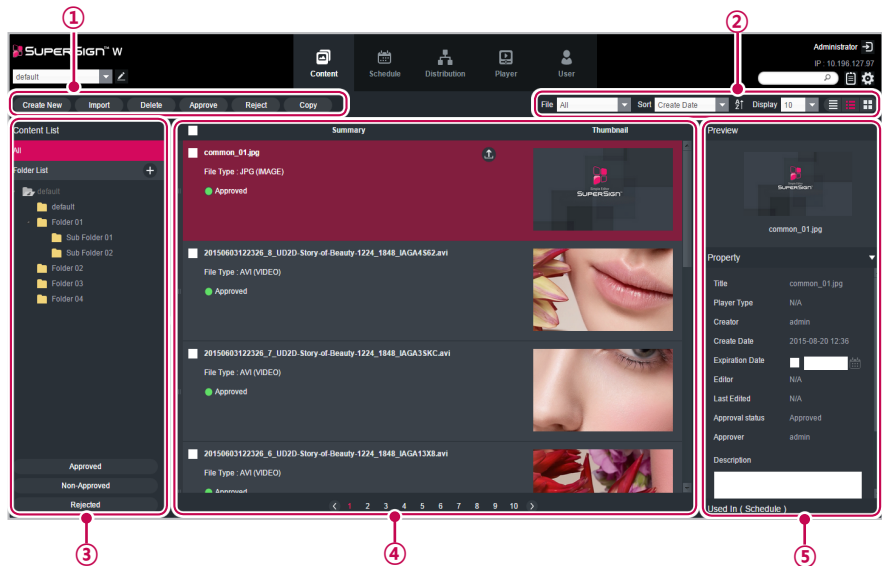 ①
②
SUPERSIGN™ W
Administrator
IP : 10.196.127.97
default
Content
Schedule
Distribution
Player
User
Create New
Import
Delete
Approve
Reject
Copy
File
All
Sort
Create Date
Display
10
Content List
All
Folder List
default
default
Folder 01
Sub Folder 01
Sub Folder 02
Folder 02
Folder 03
Folder 04
Approved
Non-Approved
Rejected
Summary
Thumbnail
common_01.jpg
File Type : JPG (IMAGE)
Approved
SUPERSIGN™
20150603122326_8_UD2D-Story-of-Beauty-1224_1848_IAGA4S62.avi
File Type : AVI (VIDEO)
Approved
20150603122326_7_UD2D-Story-of-Beauty-1224_1848_IAGA3SKC.avi
File Type : AVI (VIDEO)
Approved
20150603122326_6_UD2D-Story-of-Beauty-1224_1848_IAGA13X8.avi
File Type : AVI (VIDEO)
Approved
1 2 3 4 5 6 7 8 9 10
Preview
SUPERSIGN™
common_01.jpg
Property
Title common_01.jpg
Player Type N/A
Creator admin
Create Date 2015-08-20 12:36
Expiration Date
Editor N/A
Last Edited N/A
Approval status Approved
Approver admin
Description
Used In ( Schedule )
③
④
⑤